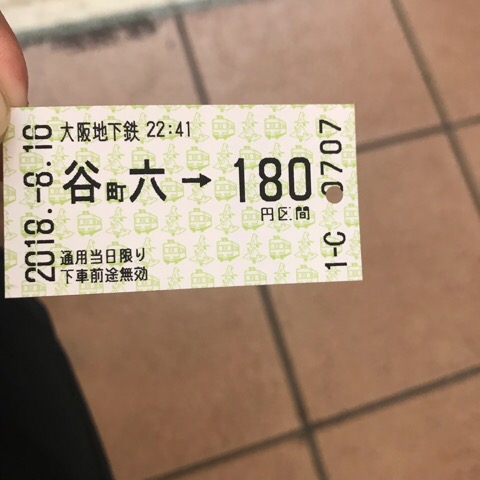 2018.-8.10
大阪地下鉄 22:41
谷町六→180
円区間
通用当日限り
下車前途無効
1-C 0707